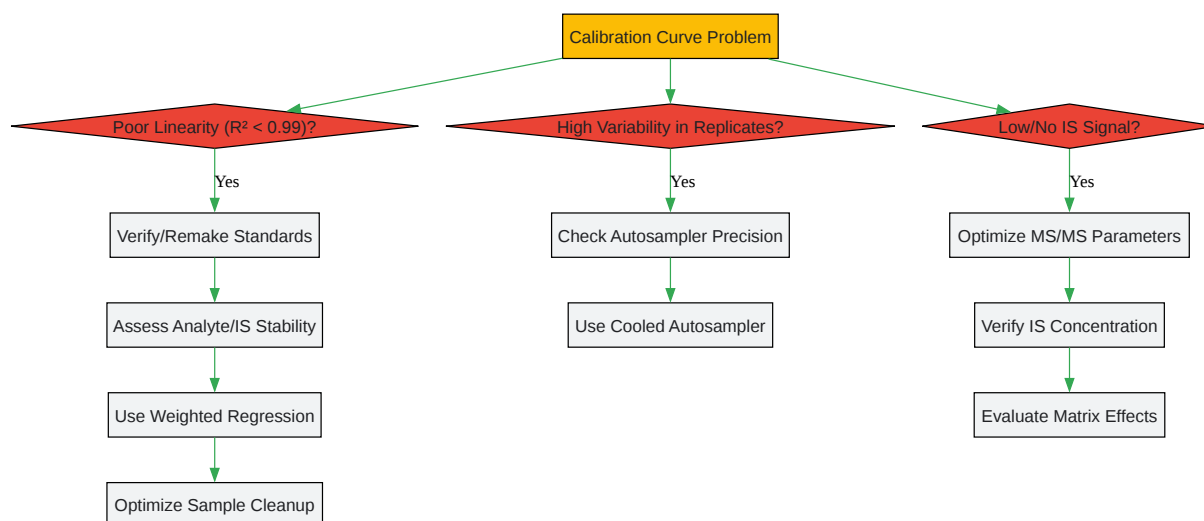 Calibration Curve Problem
Poor Linearity (R² < 0.99)?
High Variability in Replicates?
Low/No IS Signal?
Yes
Yes
Yes
Verify/Remake Standards
Check Autosampler Precision
Optimize MS/MS Parameters
Assess Analyte/IS Stability
Use Cooled Autosampler
Verify IS Concentration
Use Weighted Regression
Evaluate Matrix Effects
Optimize Sample Cleanup